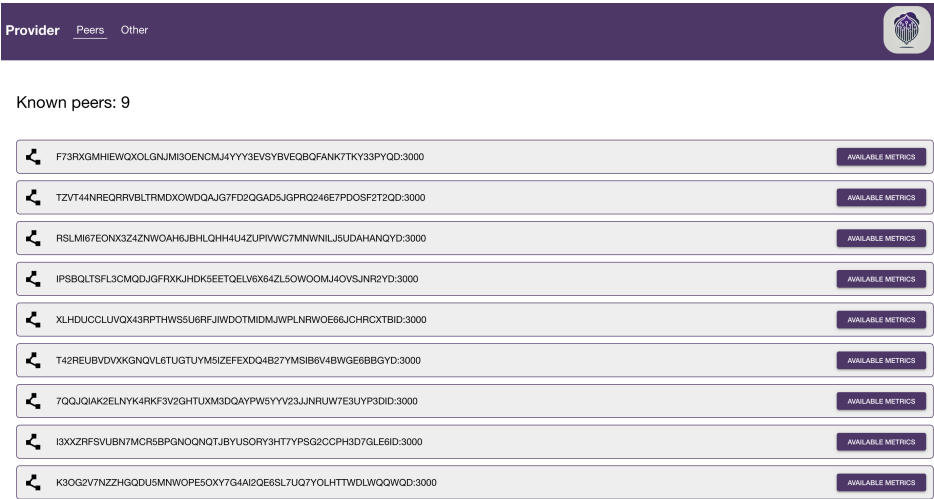 Provider Peers Other
Known peers: 9
F73RXGMHIEWQXOLGNJMI3OENCMJ4YYY3EVSYBVEQBQFANK7TKY33PYQD:3000 AVAILABLE METRICS
TZVT44NREQRRVBLTRMDXOWDQAJG7FD2QGAD5JGPRQ246E7PDOSF2T2QD:3000 AVAILABLE METRICS
RSLMI67EONX3Z4ZNWOAH6JBHLQHH4U4ZUPIVWC7MNWNILJ5UDAHANQYD:3000 AVAILABLE METRICS
IPSBQLTSFL3CMQDJGFRXKJHDK5EETQELV6X64ZL5OWOOMJ4OVSJNR2YD:3000 AVAILABLE METRICS
XLHDUCCLUVQX43RPTHWS5U6RFJIWDOTMIDMJWPLNRWOE66JCHRCXTBID:3000 AVAILABLE METRICS
T42REUBVDVXKGNQVL6TUGTUYM5IZEFEXDQ4B27YMSIB6V4BWGE6BBGYD:3000 AVAILABLE METRICS
7QQJQIAK2ELNYK4RKF3V2GHTUXM3DQAYPW5YYV23JJNRUW7E3UYP3DID:3000 AVAILABLE METRICS
I3XXZRFSVUBN7MCR5BPGNOQNQTJBYUSORY3HT7YPSG2CCPH3D7GLE6ID:3000 AVAILABLE METRICS
K3OG2V7NZZHGQDU5MNWOPE5OXY7G4AI2QE6SL7UQ7YOLHTTWDLWQQWQD:3000 AVAILABLE METRICS